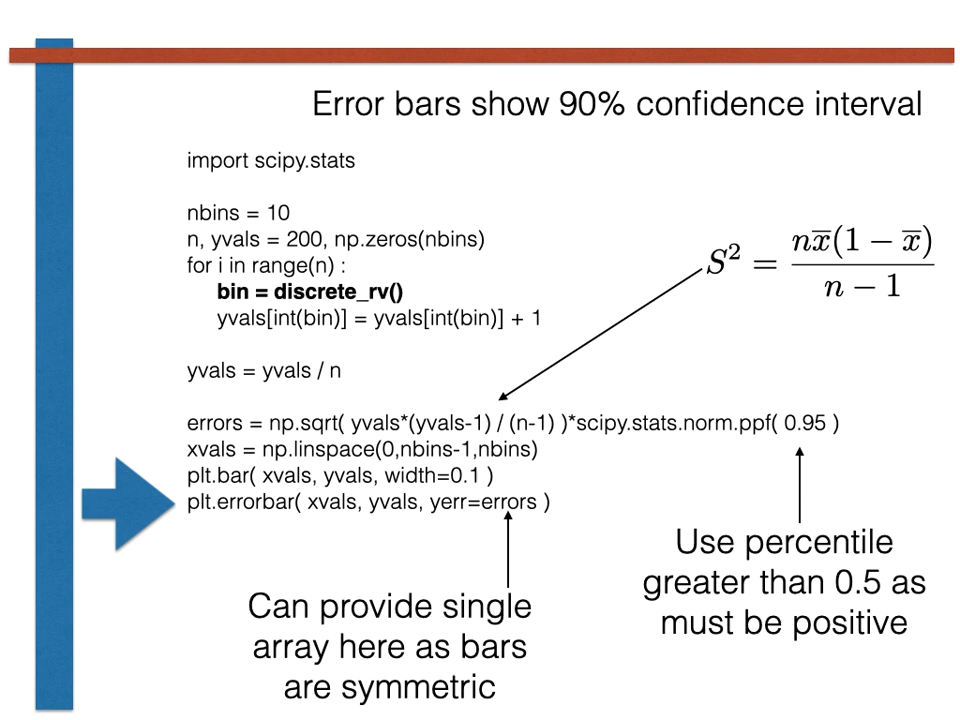 Error bars show 90% confidence interval
import scipy.stats
nbins = 10
n, yvals = 200, np.zeros(nbins)
for i in range(n) :
bin = discrete_rv()
yvals[int(bin)] = yvals[int(bin)] + 1
yvals = yvals / n
S² = nx̅(1 − x̅) / n − 1
errors = np.sqrt( yvals*(yvals-1) / (n-1) )*scipy.stats.norm.ppf( 0.95 )
xvals = np.linspace(0,nbins-1,nbins)
plt.bar( xvals, yvals, width=0.1 )
plt.errorbar( xvals, yvals, yerr=errors )
Can provide single
array here as bars
are symmetric
Use percentile
greater than 0.5 as
must be positive